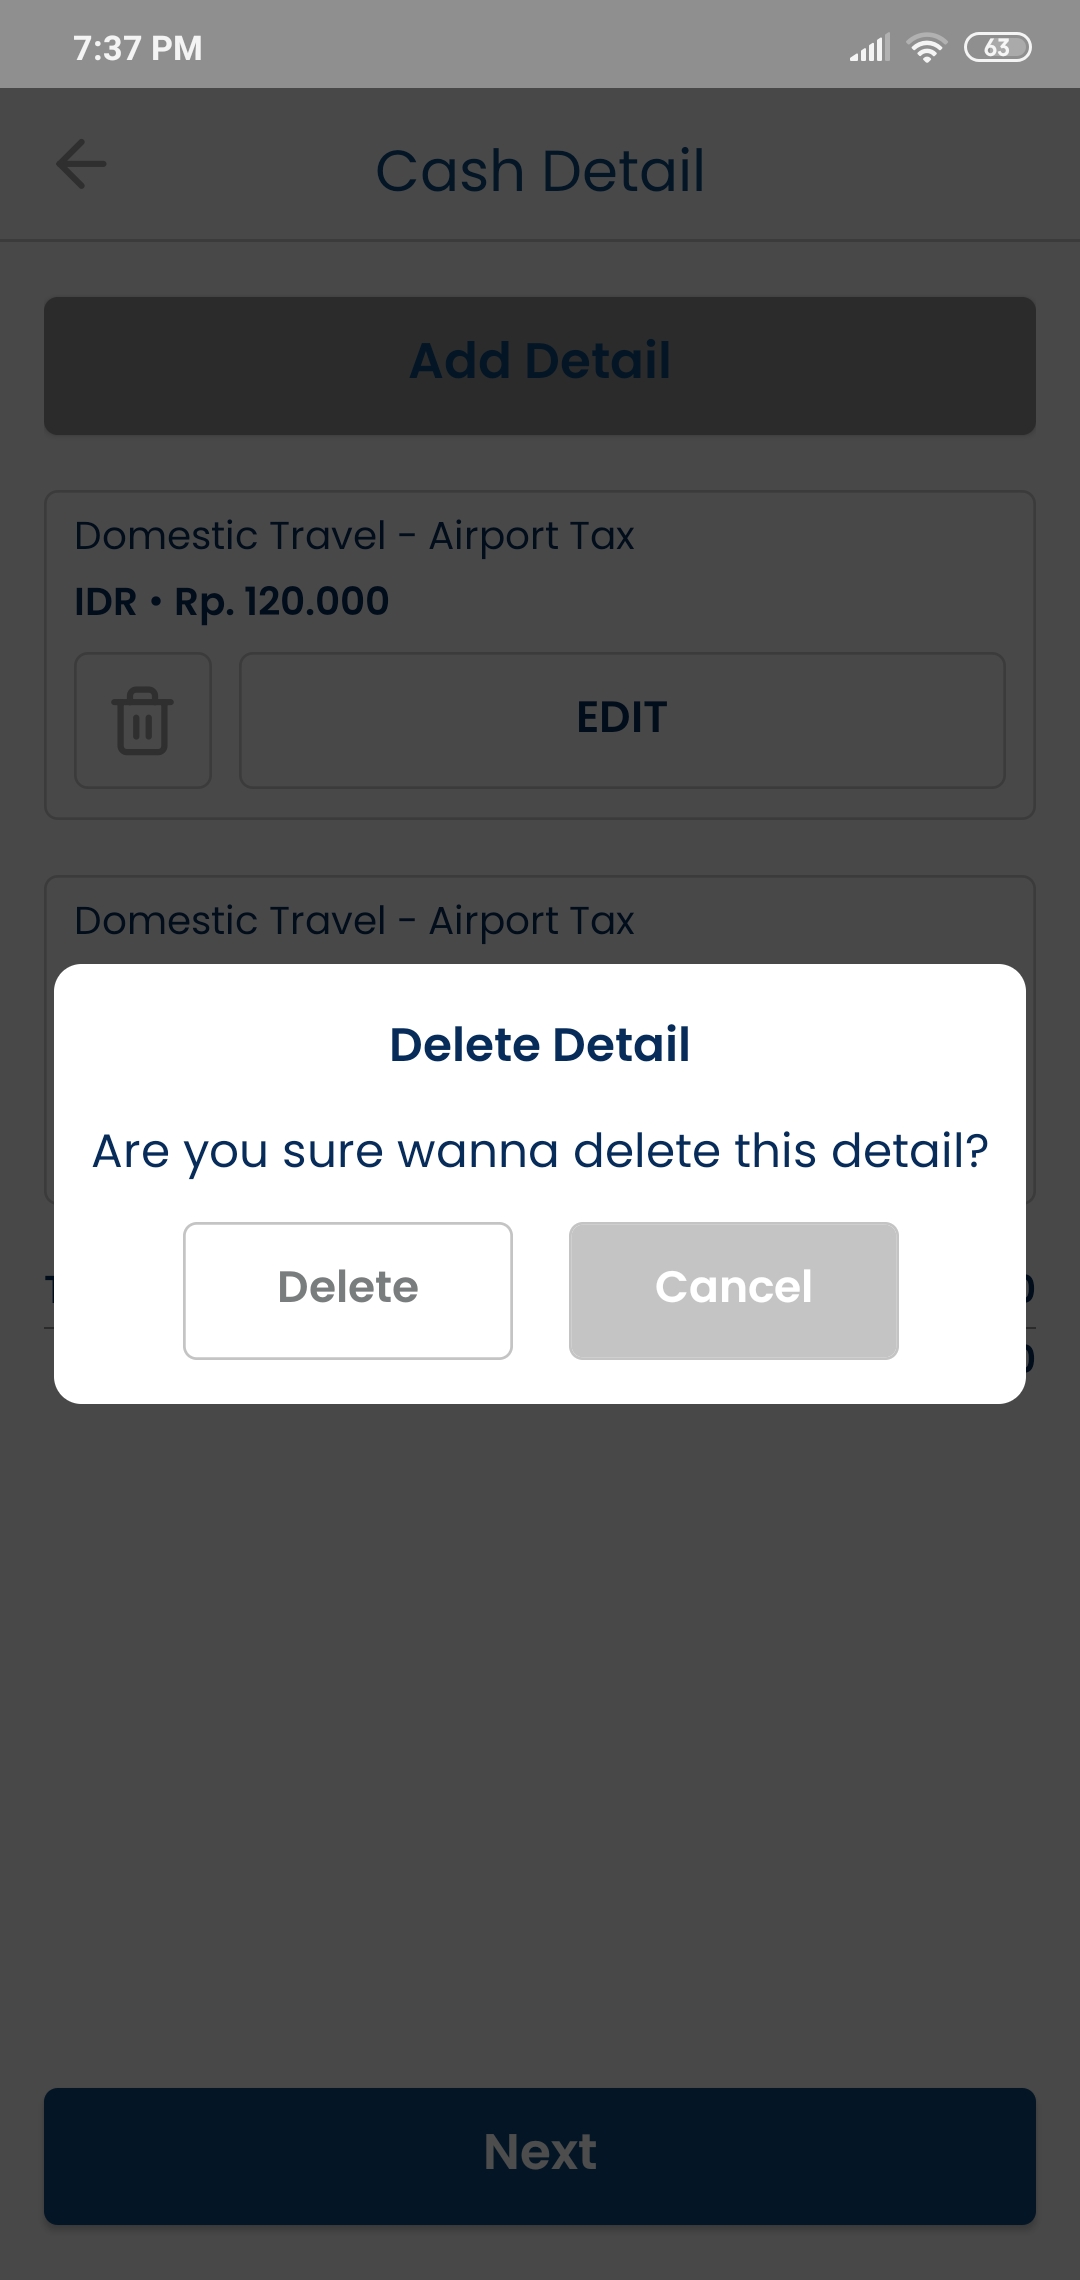 7:37 PM
63
Cash Detail
Add Detail
Domestic Travel - Airport Tax
IDR • Rp. 120.000
EDIT
Domestic Travel - Airport Tax
Delete Detail
Are you sure wanna delete this detail?
Delete
Cancel
Next